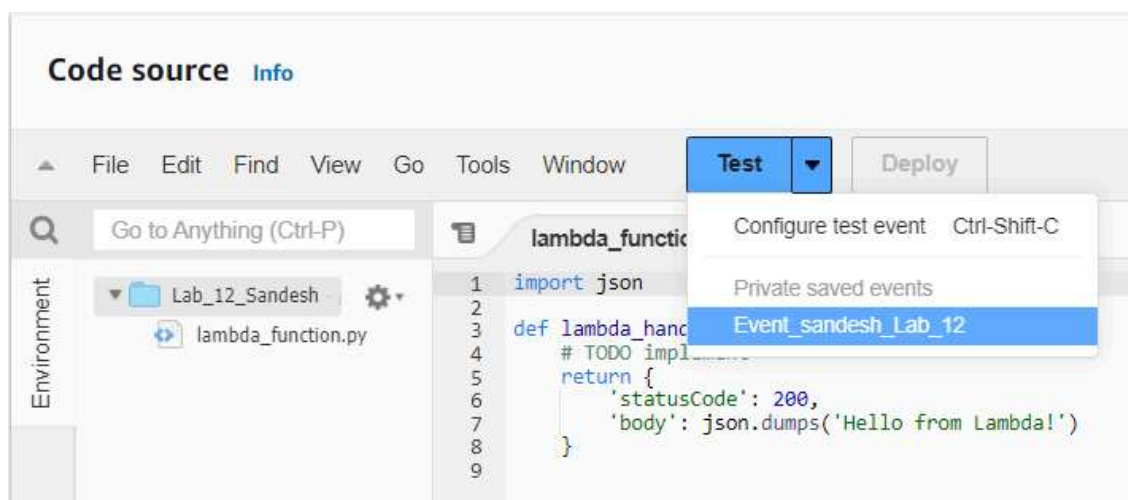 Code source Info
File Edit Find View Go Tools Window Test Deploy
Go to Anything (Ctrl-P)
Environment
Lab_12_Sandesh -
lambda_function.py
lambda_functio
Configure test event Ctrl-Shift-C
Private saved events
Event_sandesh_Lab_12
1 import json
2
3 def lambda_hand
4 # TODO impl
5 return {
6 'statusCode': 200,
7 'body': json.dumps('Hello from Lambda!')
8 }
9